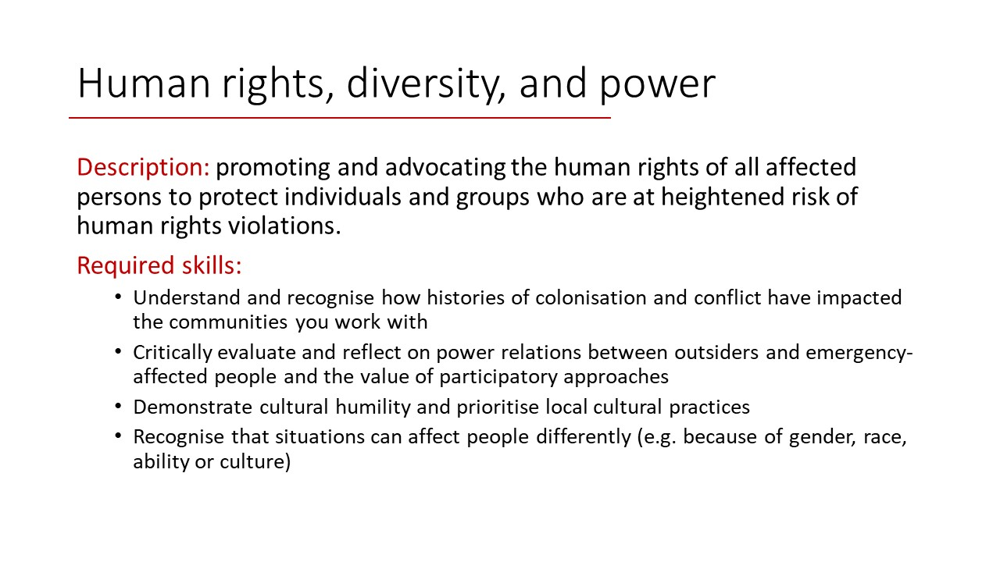 Human rights, diversity, and power
Description: promoting and advocating the human rights of all affected
persons to protect individuals and groups who are at heightened risk of
human rights violations.
Required skills:
• Understand and recognise how histories of colonisation and conflict have impacted
the communities you work with
• Critically evaluate and reflect on power relations between outsiders and emergency-
affected people and the value of participatory approaches
• Demonstrate cultural humility and prioritise local cultural practices
• Recognise that situations can affect people differently (e.g. because of gender, race,
ability or culture)